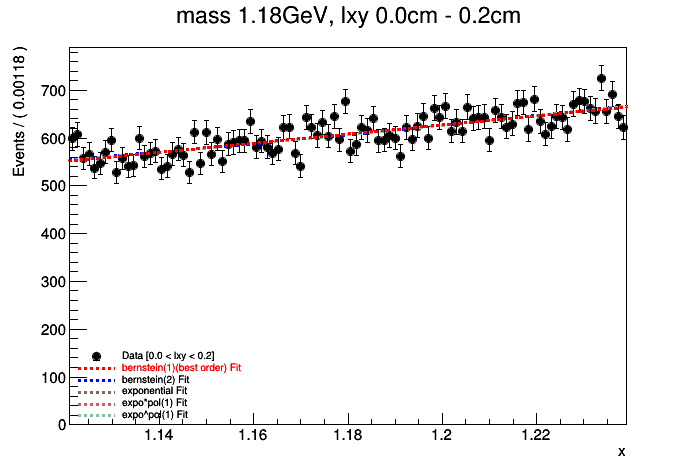 mass 1.18GeV, lxy 0.0cm - 0.2cm
Events / ( 0.00118 )
700
600
500
400
300
200
100
0
Data [0.0 < lxy < 0.2]
bernstein(1)(best order) Fit
bernstein(2) Fit
exponential Fit
expo*pol(1) Fit
expo^pol(1) Fit
1.14 1.16 1.18 1.2 1.22
x